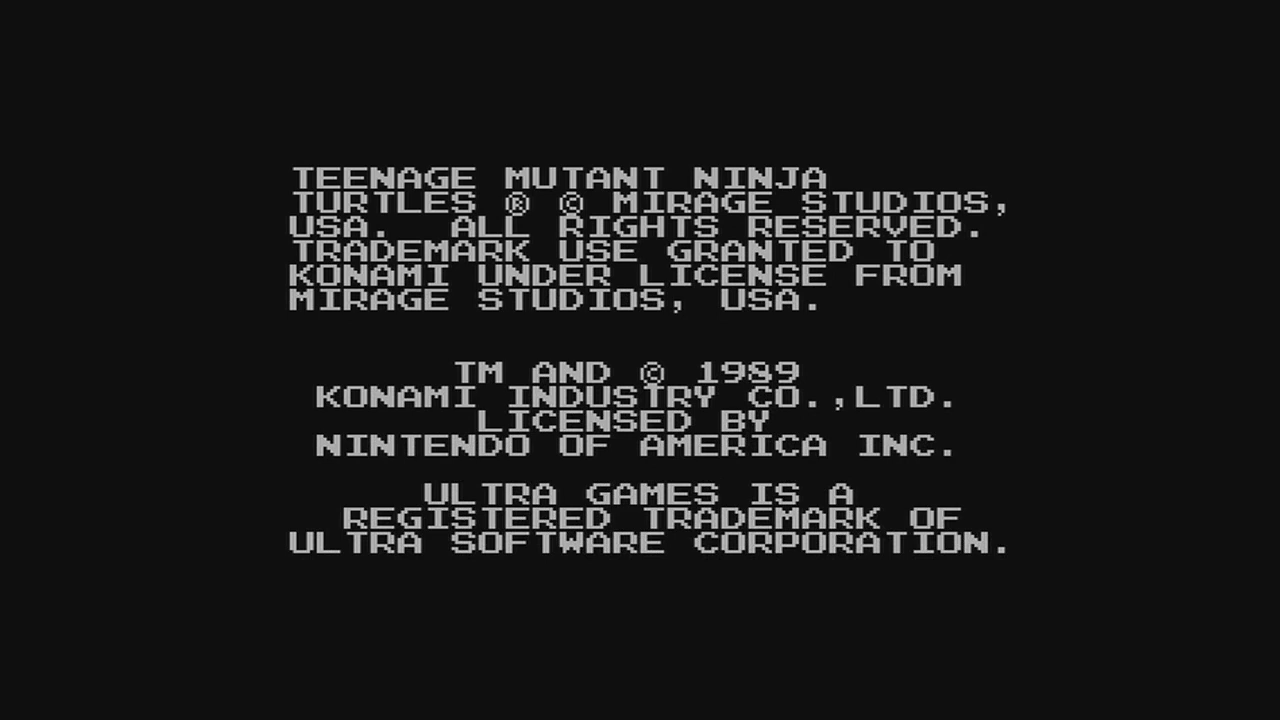 TEENAGE MUTANT NINJA
TURTLES ® © MIRAGE STUDIOS,
USA.  ALL RIGHTS RESERVED.
TRADEMARK USE GRANTED TO
KONAMI UNDER LICENSE FROM
MIRAGE STUDIOS, USA.
TM AND © 1989
KONAMI INDUSTRY CO.,LTD.
LICENSED BY
NINTENDO OF AMERICA INC.
ULTRA GAMES IS A
REGISTERED TRADEMARK OF
ULTRA SOFTWARE CORPORATION.